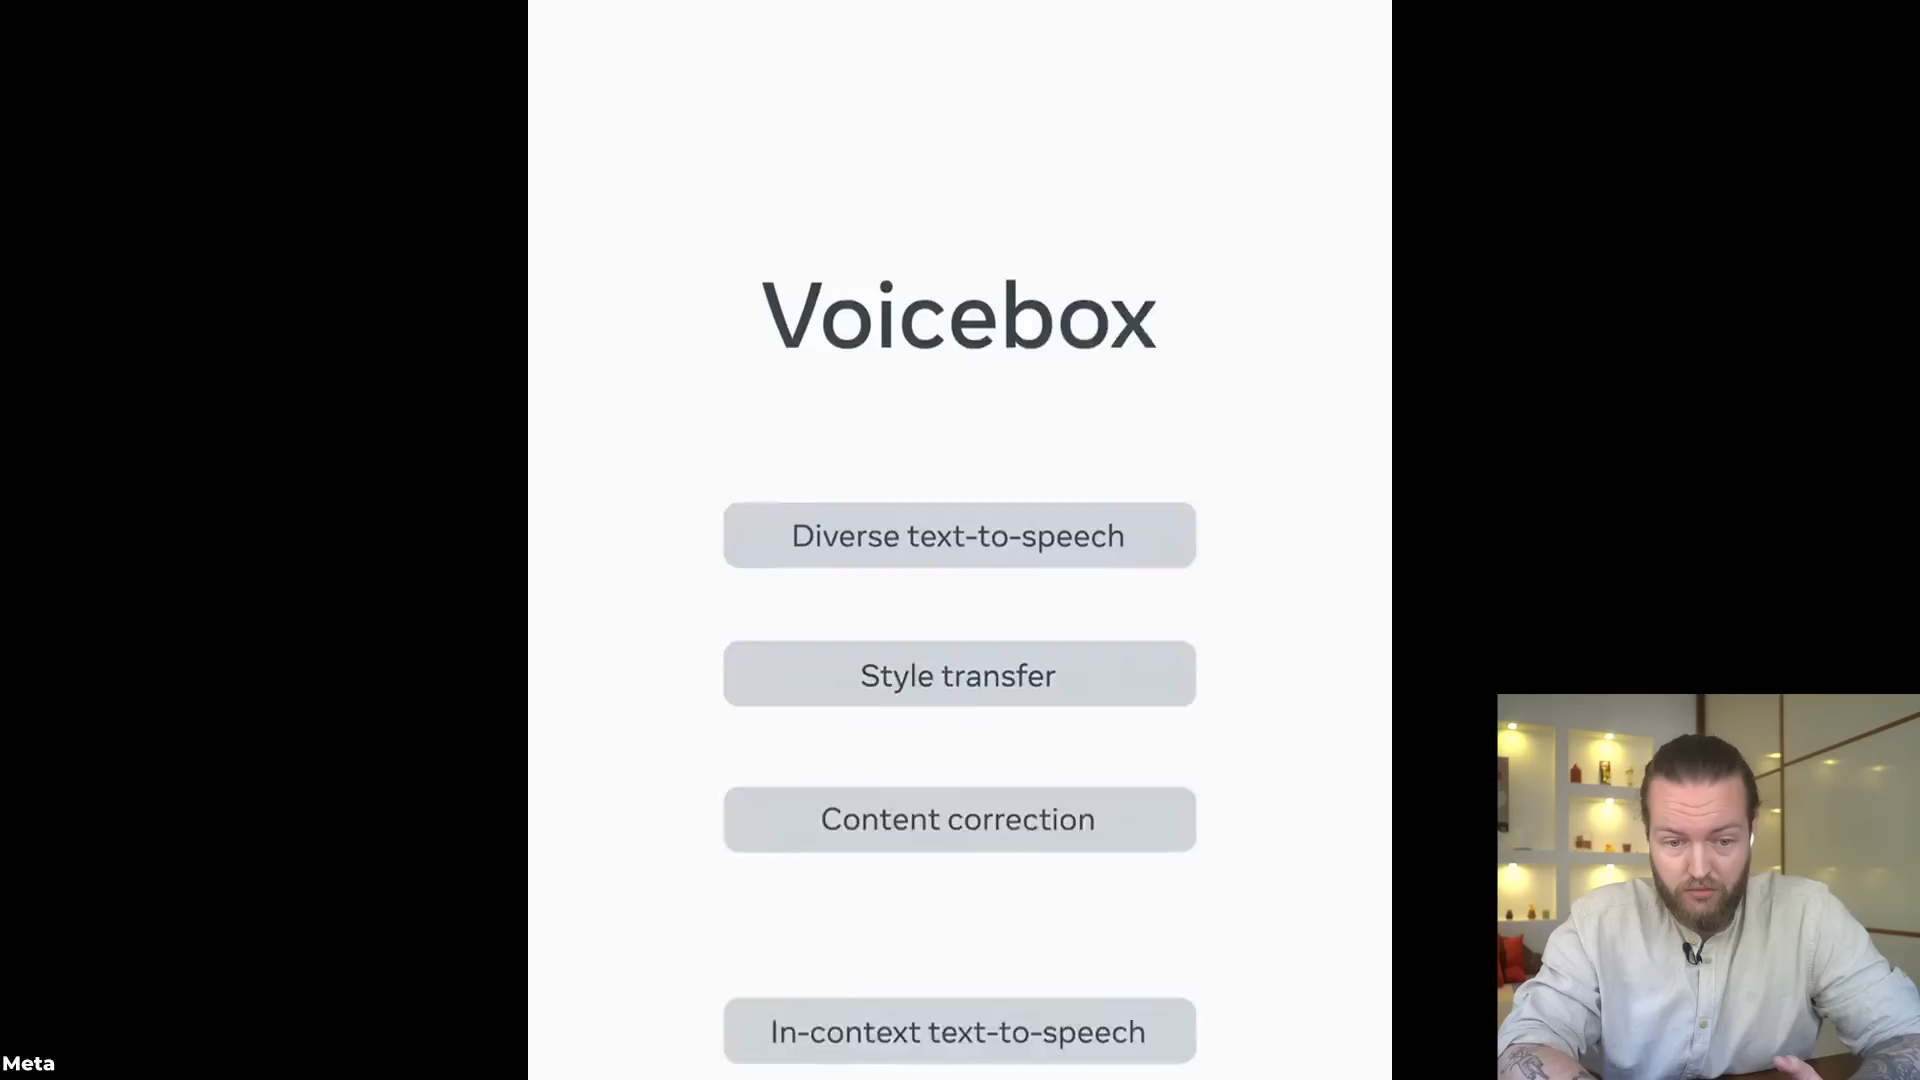 Voicebox
Diverse text-to-speech
Style transfer
Content correction
In-context text-to-speech
Meta